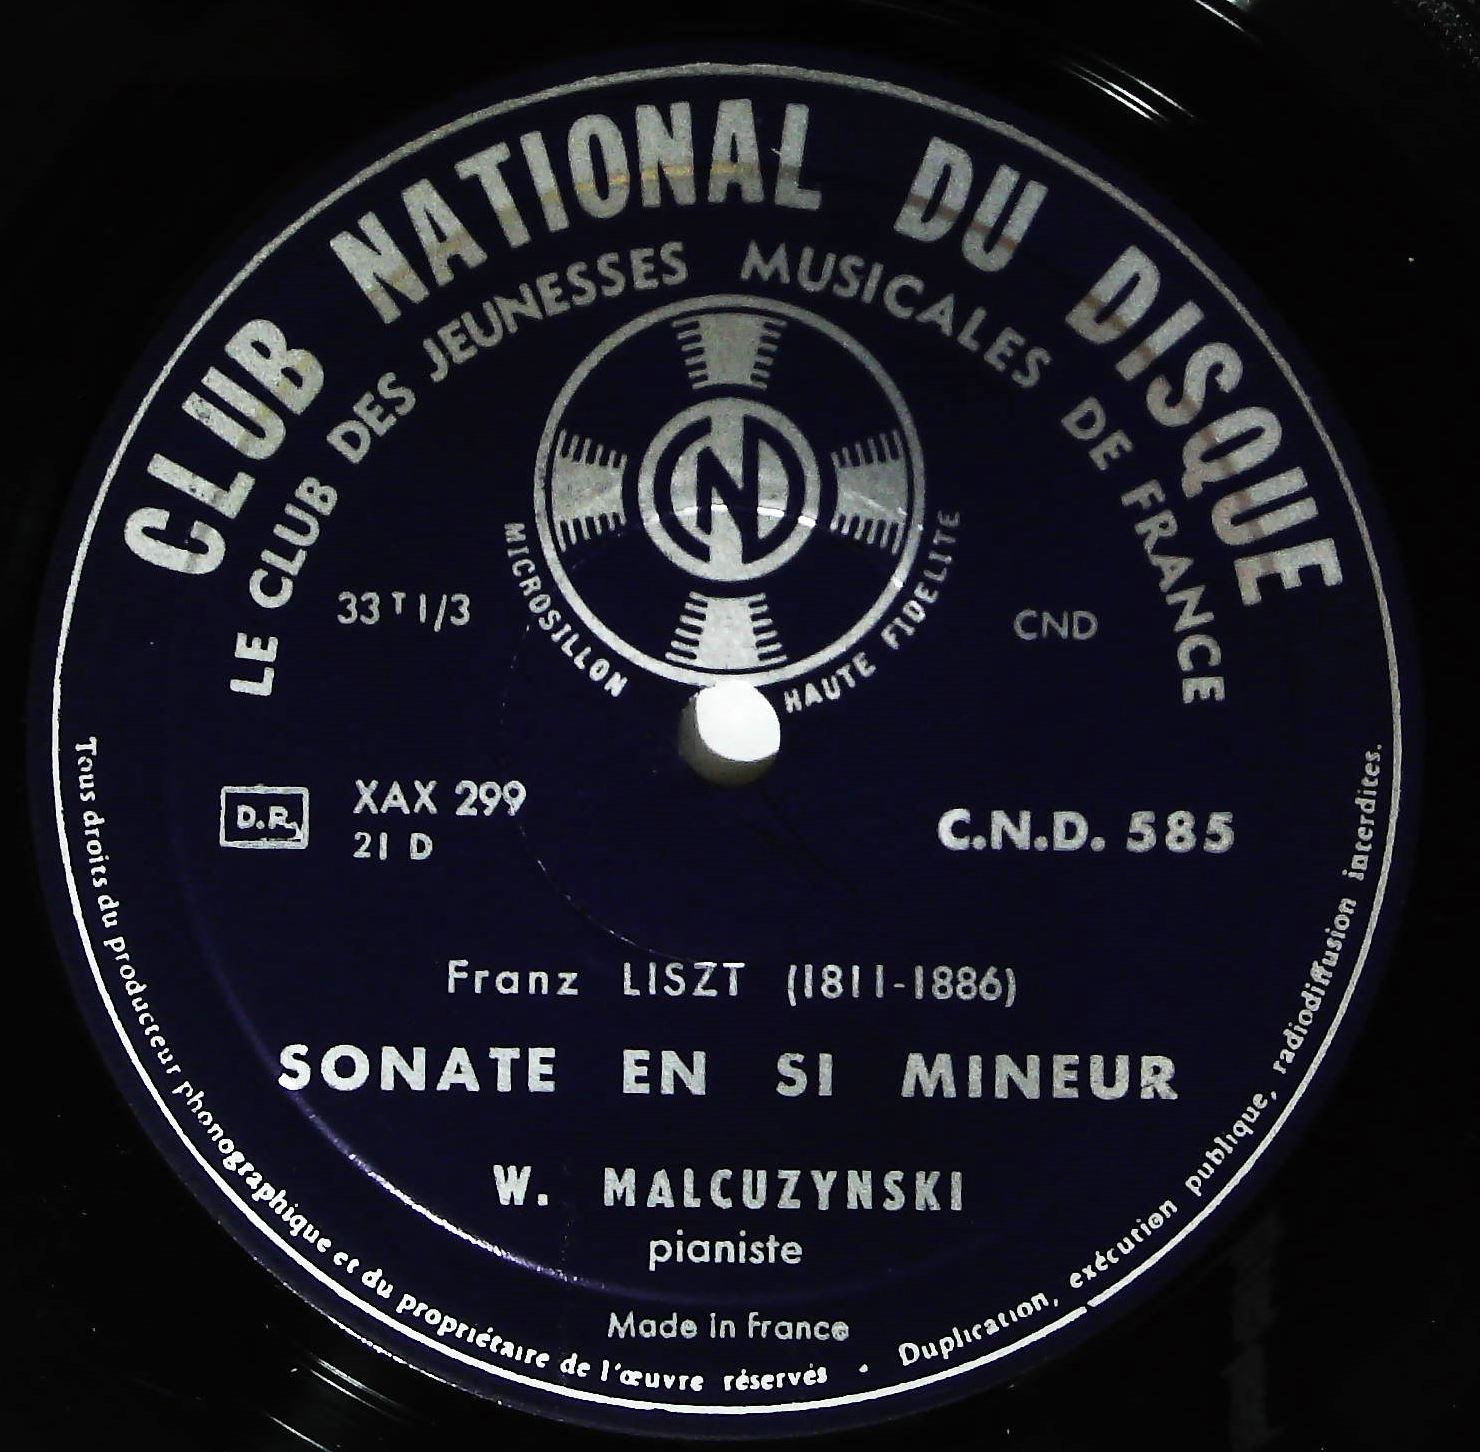 CLUB NATIONAL DU DISQUE
LE CLUB DES JEUNESSES MUSICALES DE FRANCE
N
MICROSILLON HAUTE FIDELITE
33 T 1/3
CND
D.R.
XAX 299
21 D
C.N.D. 585
Franz LISZT (1811-1886)
SONATE EN SI MINEUR
W. MALCUZYNSKI
pianiste
Made in France
Tous droits du producteur phonographique et du propriétaire de l'œuvre réservés . Duplication, exécution publique, radiodiffusion interdites.